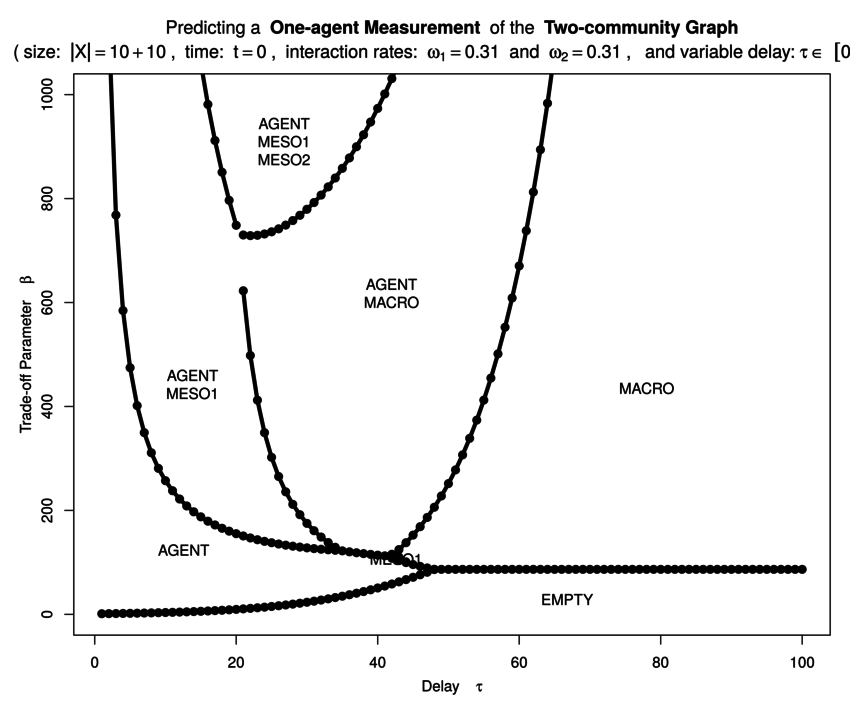 Predicting a One-agent Measurement of the Two-community Graph
( size: |X| = 10 + 10 , time: t = 0 , interaction rates: ω₁ = 0.31 and ω₂ = 0.31 , and variable delay: τ ∈ [0
1000
800
600
400
200
0
Trade-off Parameter β
AGENT
MESO1
MESO2
AGENT
MACRO
AGENT
MESO1
MACRO
AGENT
MESO1
EMPTY
0 20 40 60 80 100
Delay τ